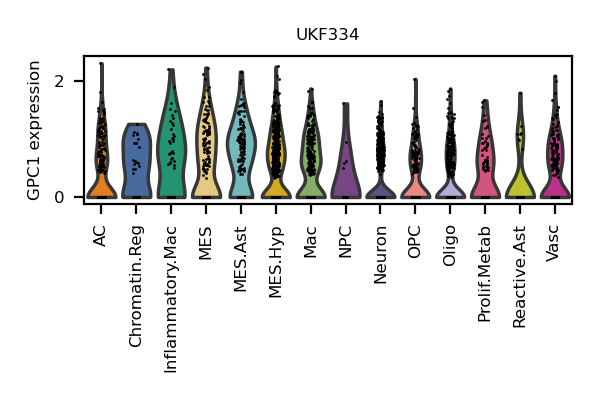 UKF334
GPC1 expression
2
0
AC
Chromatin.Reg
Inflammatory.Mac
MES
MES.Ast
MES.Hyp
Mac
NPC
Neuron
OPC
Oligo
Prolif.Metab
Reactive.Ast
Vasc